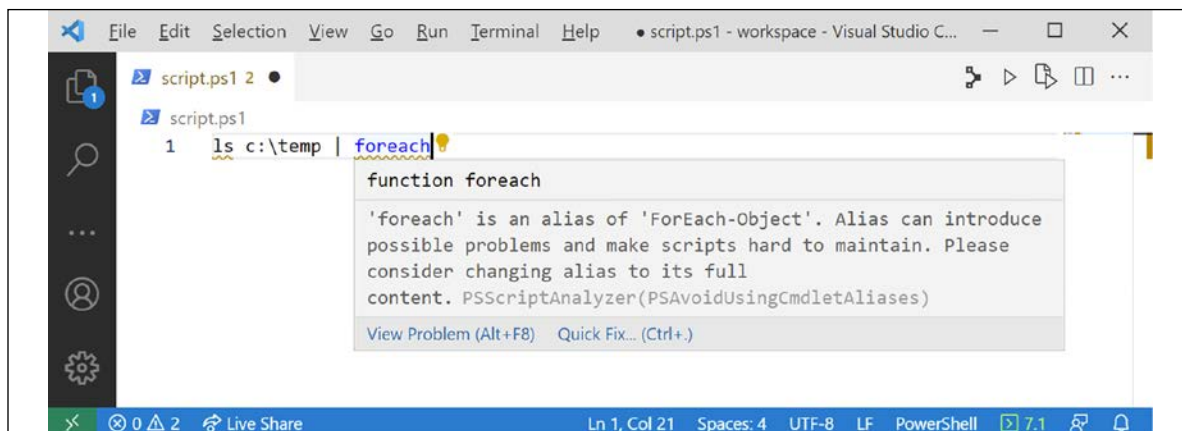 File Edit Selection View Go Run Terminal Help ● script.ps1 - workspace - Visual Studio C...
script.ps1 2 ●
1
script.ps1
1 ls c:\temp | foreach
function foreach
'foreach' is an alias of 'ForEach-Object'. Alias can introduce
possible problems and make scripts hard to maintain. Please
consider changing alias to its full
content. PSScriptAnalyzer(PSAvoidUsingCmdletAliases)
View Problem (Alt+F8) Quick Fix... (Ctrl+.)
0 2 Live Share Ln 1, Col 21 Spaces: 4 UTF-8 LF PowerShell 7.1